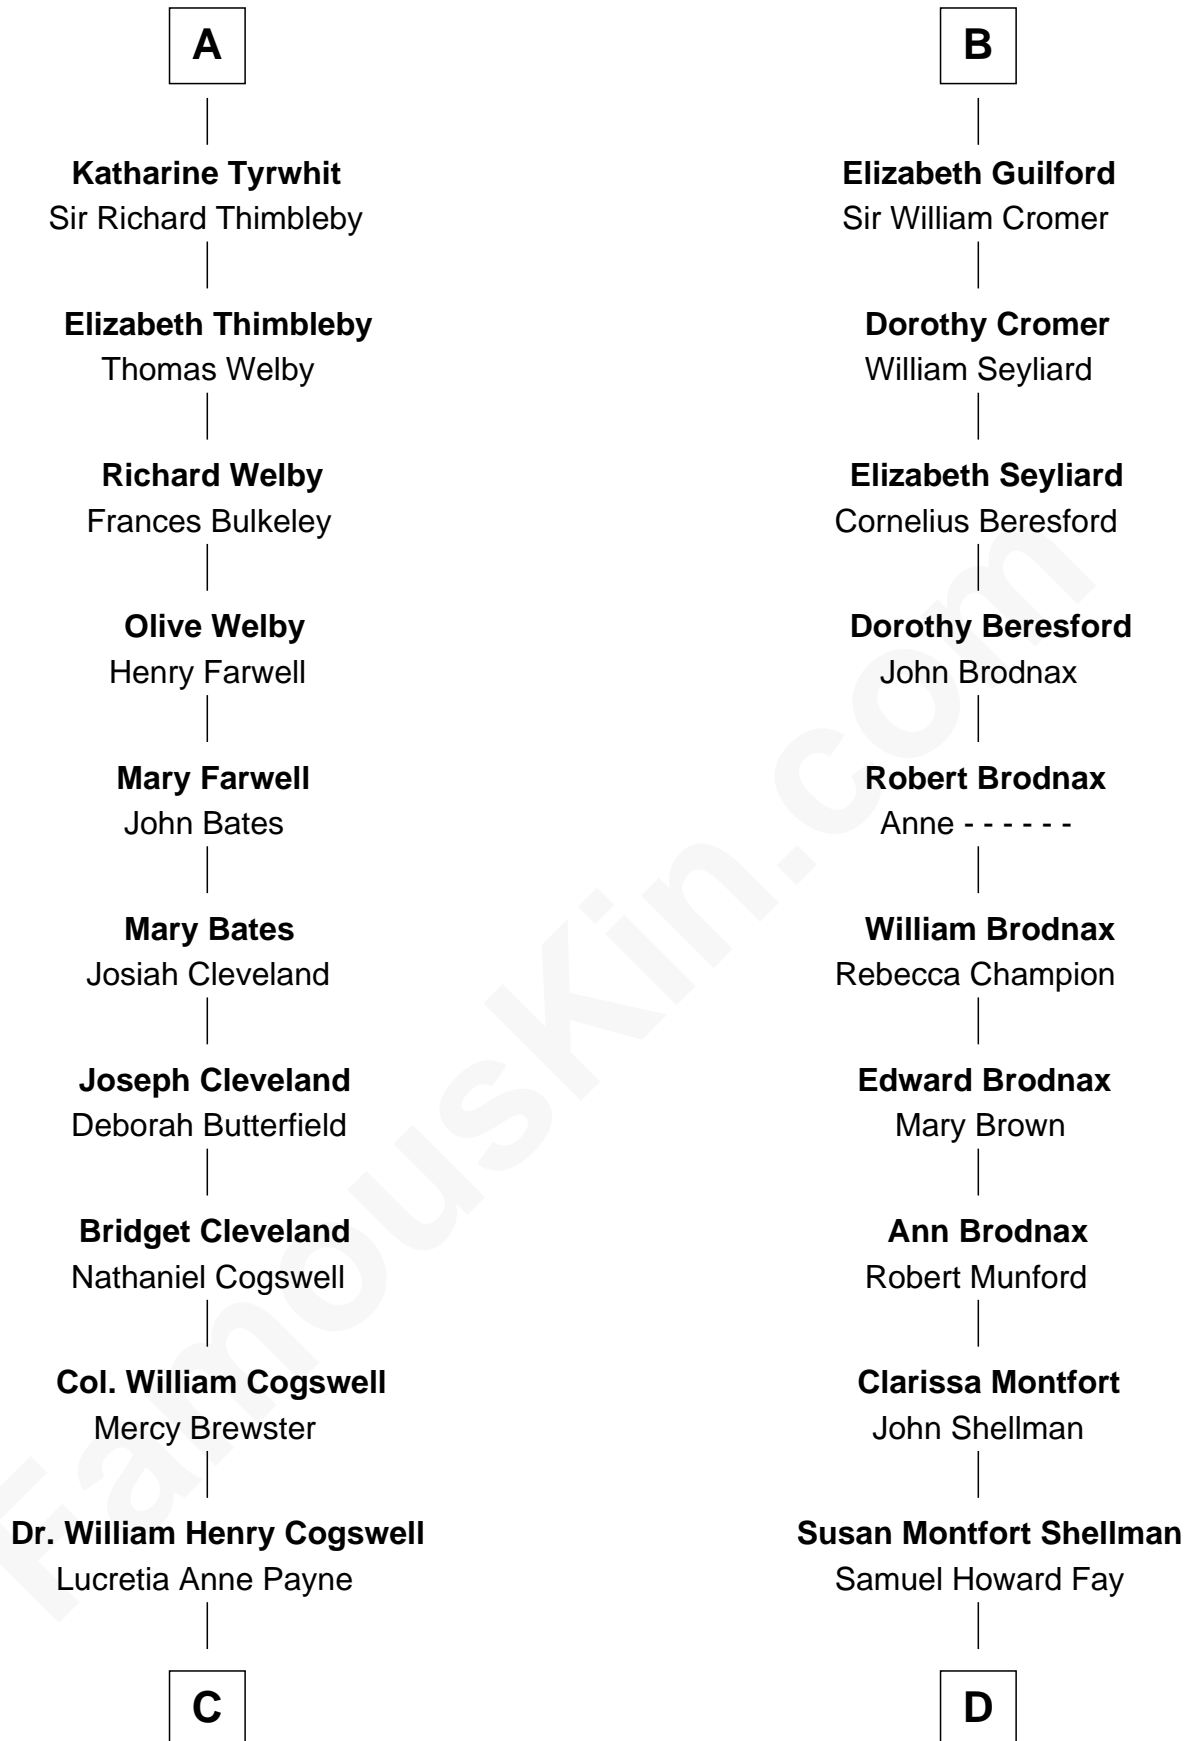 A
Katharine Tyrwhit
Sir Richard Thimbleby
Elizabeth Thimbleby
Thomas Welby
Richard Welby
Frances Bulkeley
Olive Welby
Henry Farwell
Mary Farwell
John Bates
Mary Bates
Josiah Cleveland
Joseph Cleveland
Deborah Butterfield
Bridget Cleveland
Nathaniel Cogswell
Col. William Cogswell
Mercy Brewster
Dr. William Henry Cogswell
Lucretia Anne Payne
C
B
Elizabeth Guilford
Sir William Cromer
Dorothy Cromer
William Seyliard
Elizabeth Seyliard
Cornelius Beresford
Dorothy Beresford
John Brodnax
Robert Brodnax
Anne - - - - - -
William Brodnax
Rebecca Champion
Edward Brodnax
Mary Brown
Ann Brodnax
Robert Munford
Clarissa Montfort
John Shellman
Susan Montfort Shellman
Samuel Howard Fay
D
FamousKin.com